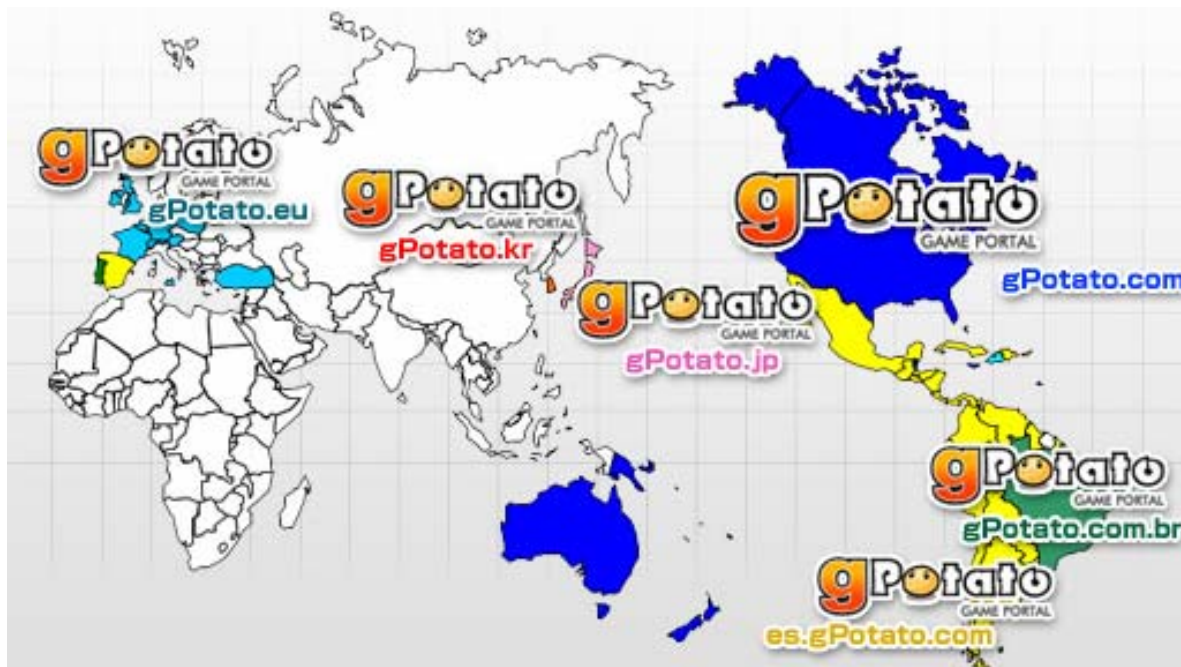 gPotato
GAME PORTAL
gPotato.eu
gPotato
GAME PORTAL
gPotato.kr
gPotato
GAME PORTAL
gPotato.com
gPotato
GAME PORTAL
gPotato.jp
gPotato
GAME PORTAL
gPotato.com.br
gPotato
GAME PORTAL
es.gPotato.com